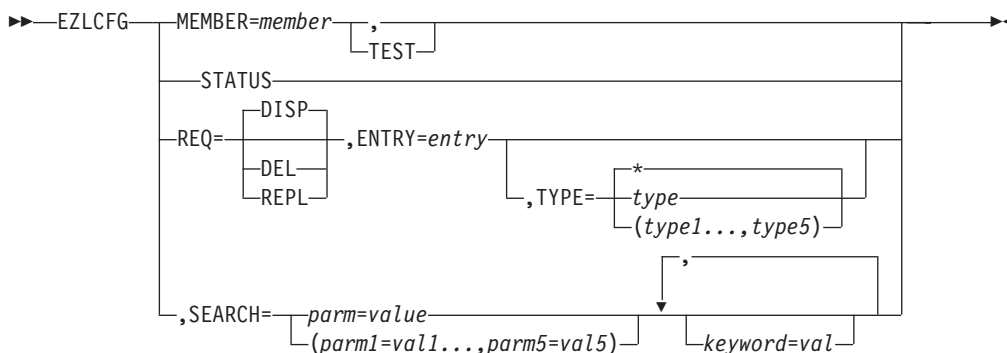 EZLCFG MEMBER=member ,
TEST
STATUS
DISP
REQ= ,ENTRY=entry
DEL
REPL
*
,TYPE= type
(type1...,type5)
,
,SEARCH= parm=value
(parm1=val1...,parm5=val5) keyword=val